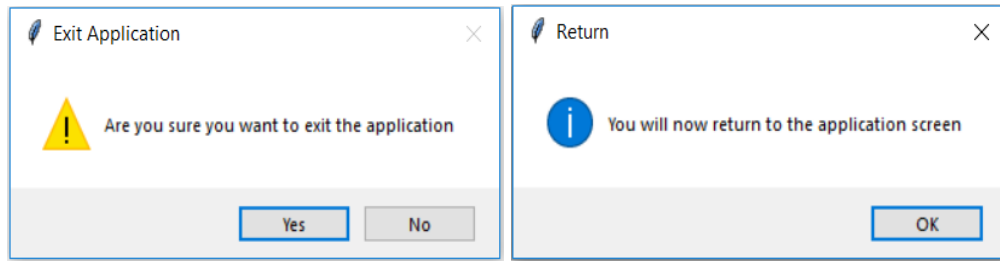 Exit Application
Are you sure you want to exit the application
Yes No
Return
You will now return to the application screen
OK